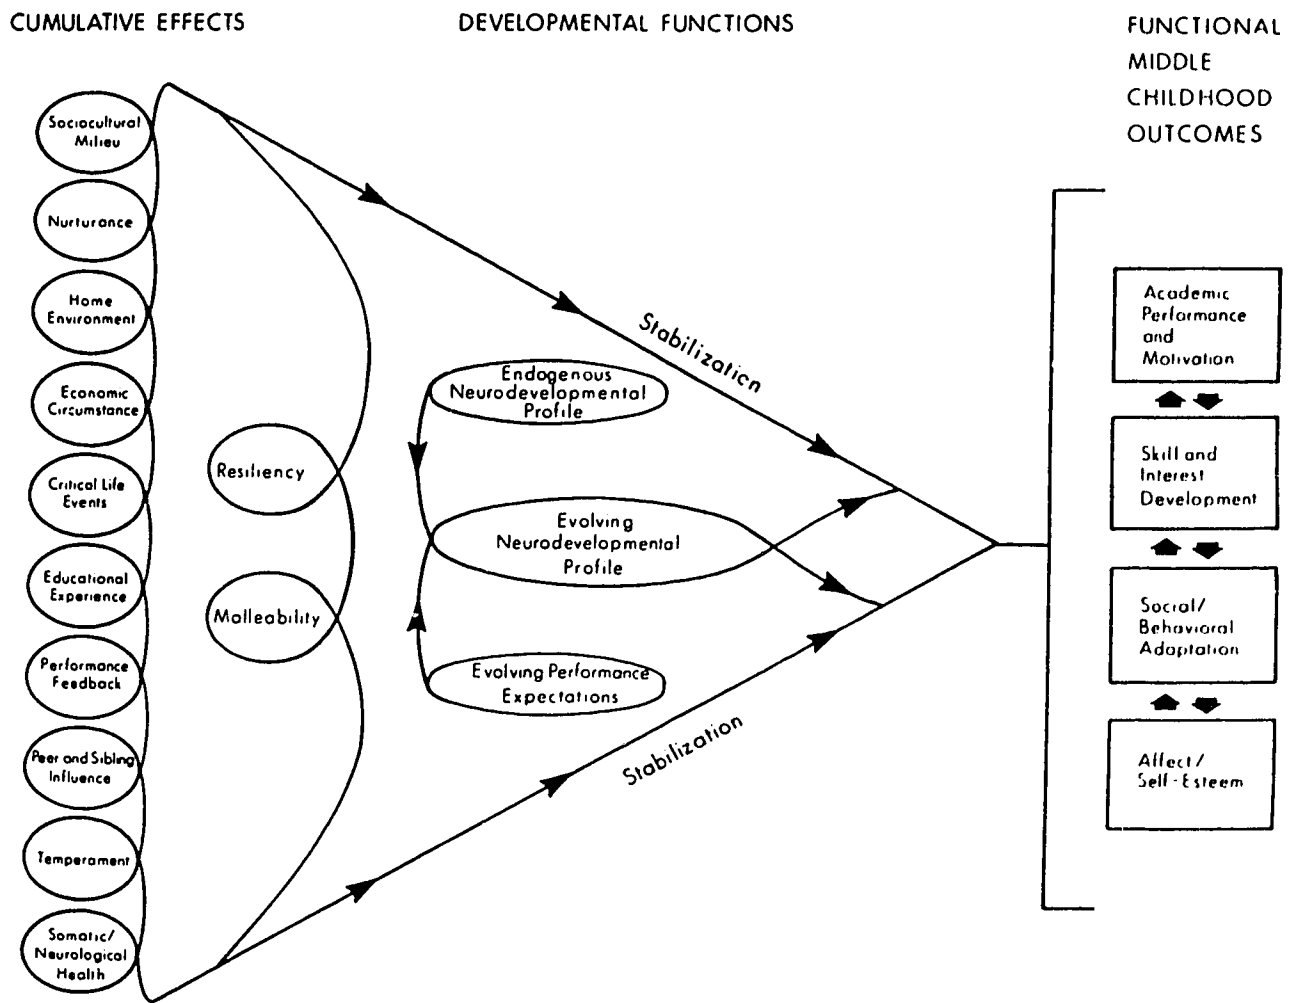 CUMULATIVE EFFECTS
DEVELOPMENTAL FUNCTIONS
FUNCTIONAL
MIDDLE
CHILDHOOD
OUTCOMES
Sociocultural
Milieu
Nurturance
Home
Environment
Economic
Circumstance
Critical Life
Events
Educational
Experience
Performance
Feedback
Peer and Sibling
Influence
Temperament
Somatic/
Neurological
Health
Resiliency
Malleability
Endogenous
Neurodevelopmental
Profile
Evolving
Neurodevelopmental
Profile
Evolving Performance
Expectations
Stabilization
Stabilization
Academic
Performance
and
Motivation
Skill and
Interest
Development
Social/
Behavioral
Adaptation
Affect/
Self-Esteem